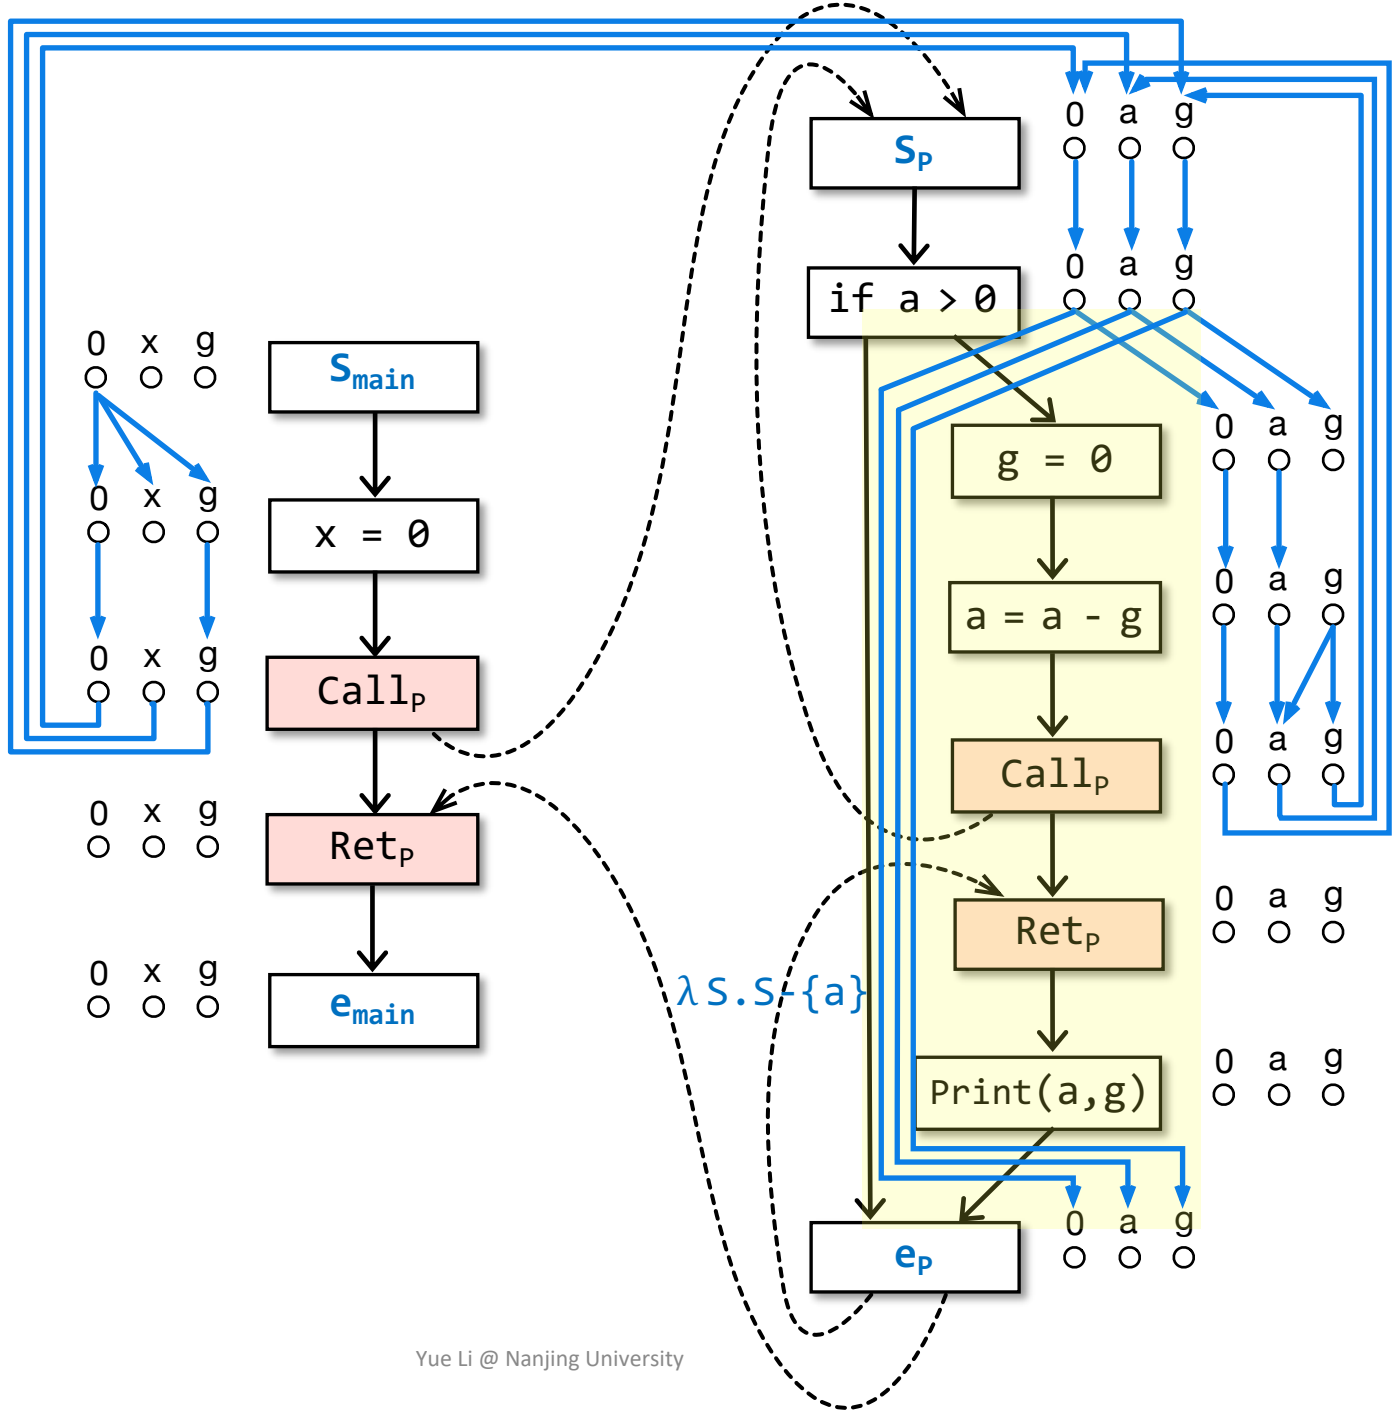 0 a g
S_P
0 a g
if a > 0
0 x g
S_main
0 a g
g = 0
0 x g
x = 0
0 a g
a = a - g
0 x g
Call_P
0 a g
Call_P
0 x g
Ret_P
0 a g
Ret_P
0 x g
e_main
λ S.S-{a}
0 a g
Print(a,g)
0 a g
e_P
Yue Li @ Nanjing University